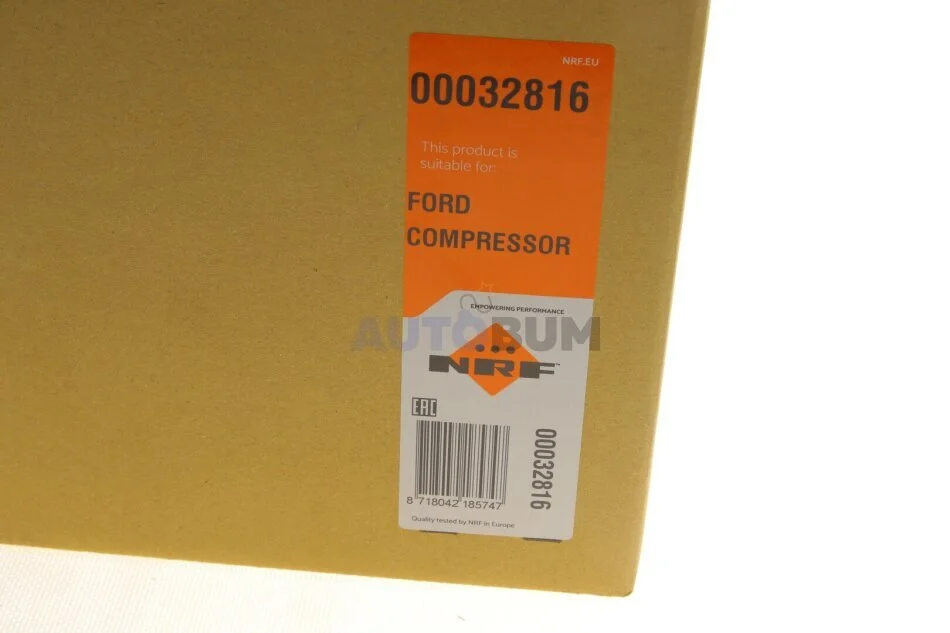 NRF.EU
00032816
This product is
suitable for:
FORD
COMPRESSOR
EMPOWERING PERFORMANCE
AUTOBUM
NRF™
EAC
00032816
8 718042 185747
Quality tested by NRF in Europe